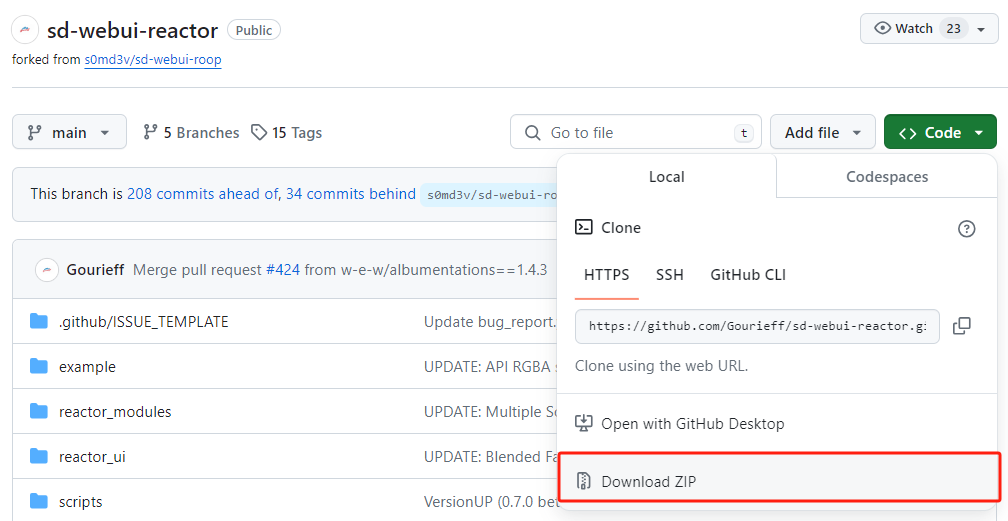 sd-webui-reactor Public
Watch 23
forked from s0md3v/sd-webui-roop
main 5 Branches 15 Tags
Go to file t
Add file
Code
This branch is 208 commits ahead of, 34 commits behind s0md3v/sd-webui-ro
Gourieff Merge pull request #424 from w-e-w/albumentations==1.4.3
.github/ISSUE_TEMPLATE Update bug_report.
example UPDATE: API RGBA
reactor_modules UPDATE: Multiple So
reactor_ui UPDATE: Blended Fa
scripts VersionUP (0.7.0 bet
Local Codespaces
Clone
HTTPS SSH GitHub CLI
https://github.com/Gourieff/sd-webui-reactor.gi
Clone using the web URL.
Open with GitHub Desktop
Download ZIP